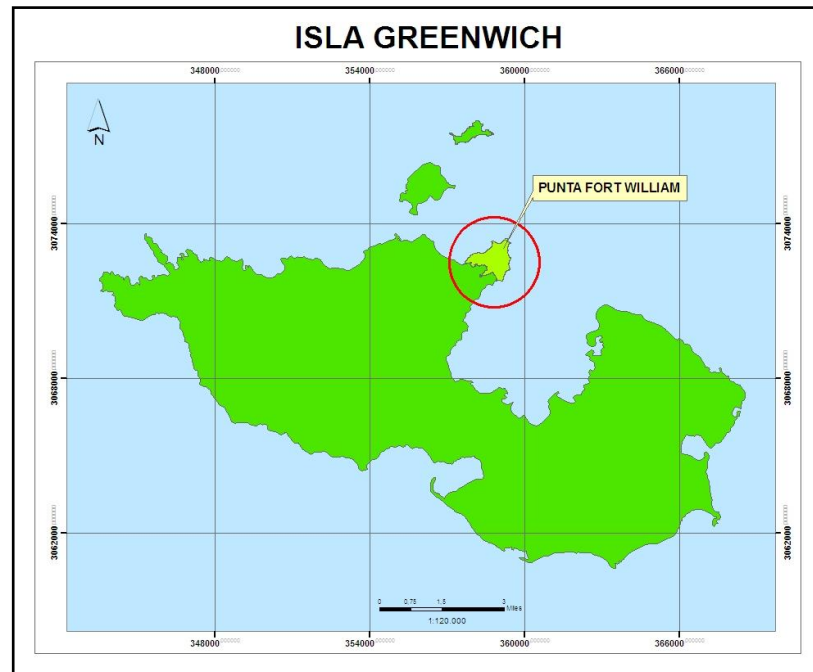 ISLA GREENWICH
348000 354000 360000 366000
N
PUNTA FORT WILLIAM
3074000 3074000
3068000 3068000
3062000 3062000
0 0,75 1,5 3
Miles
1:120.000
348000 354000 360000 366000